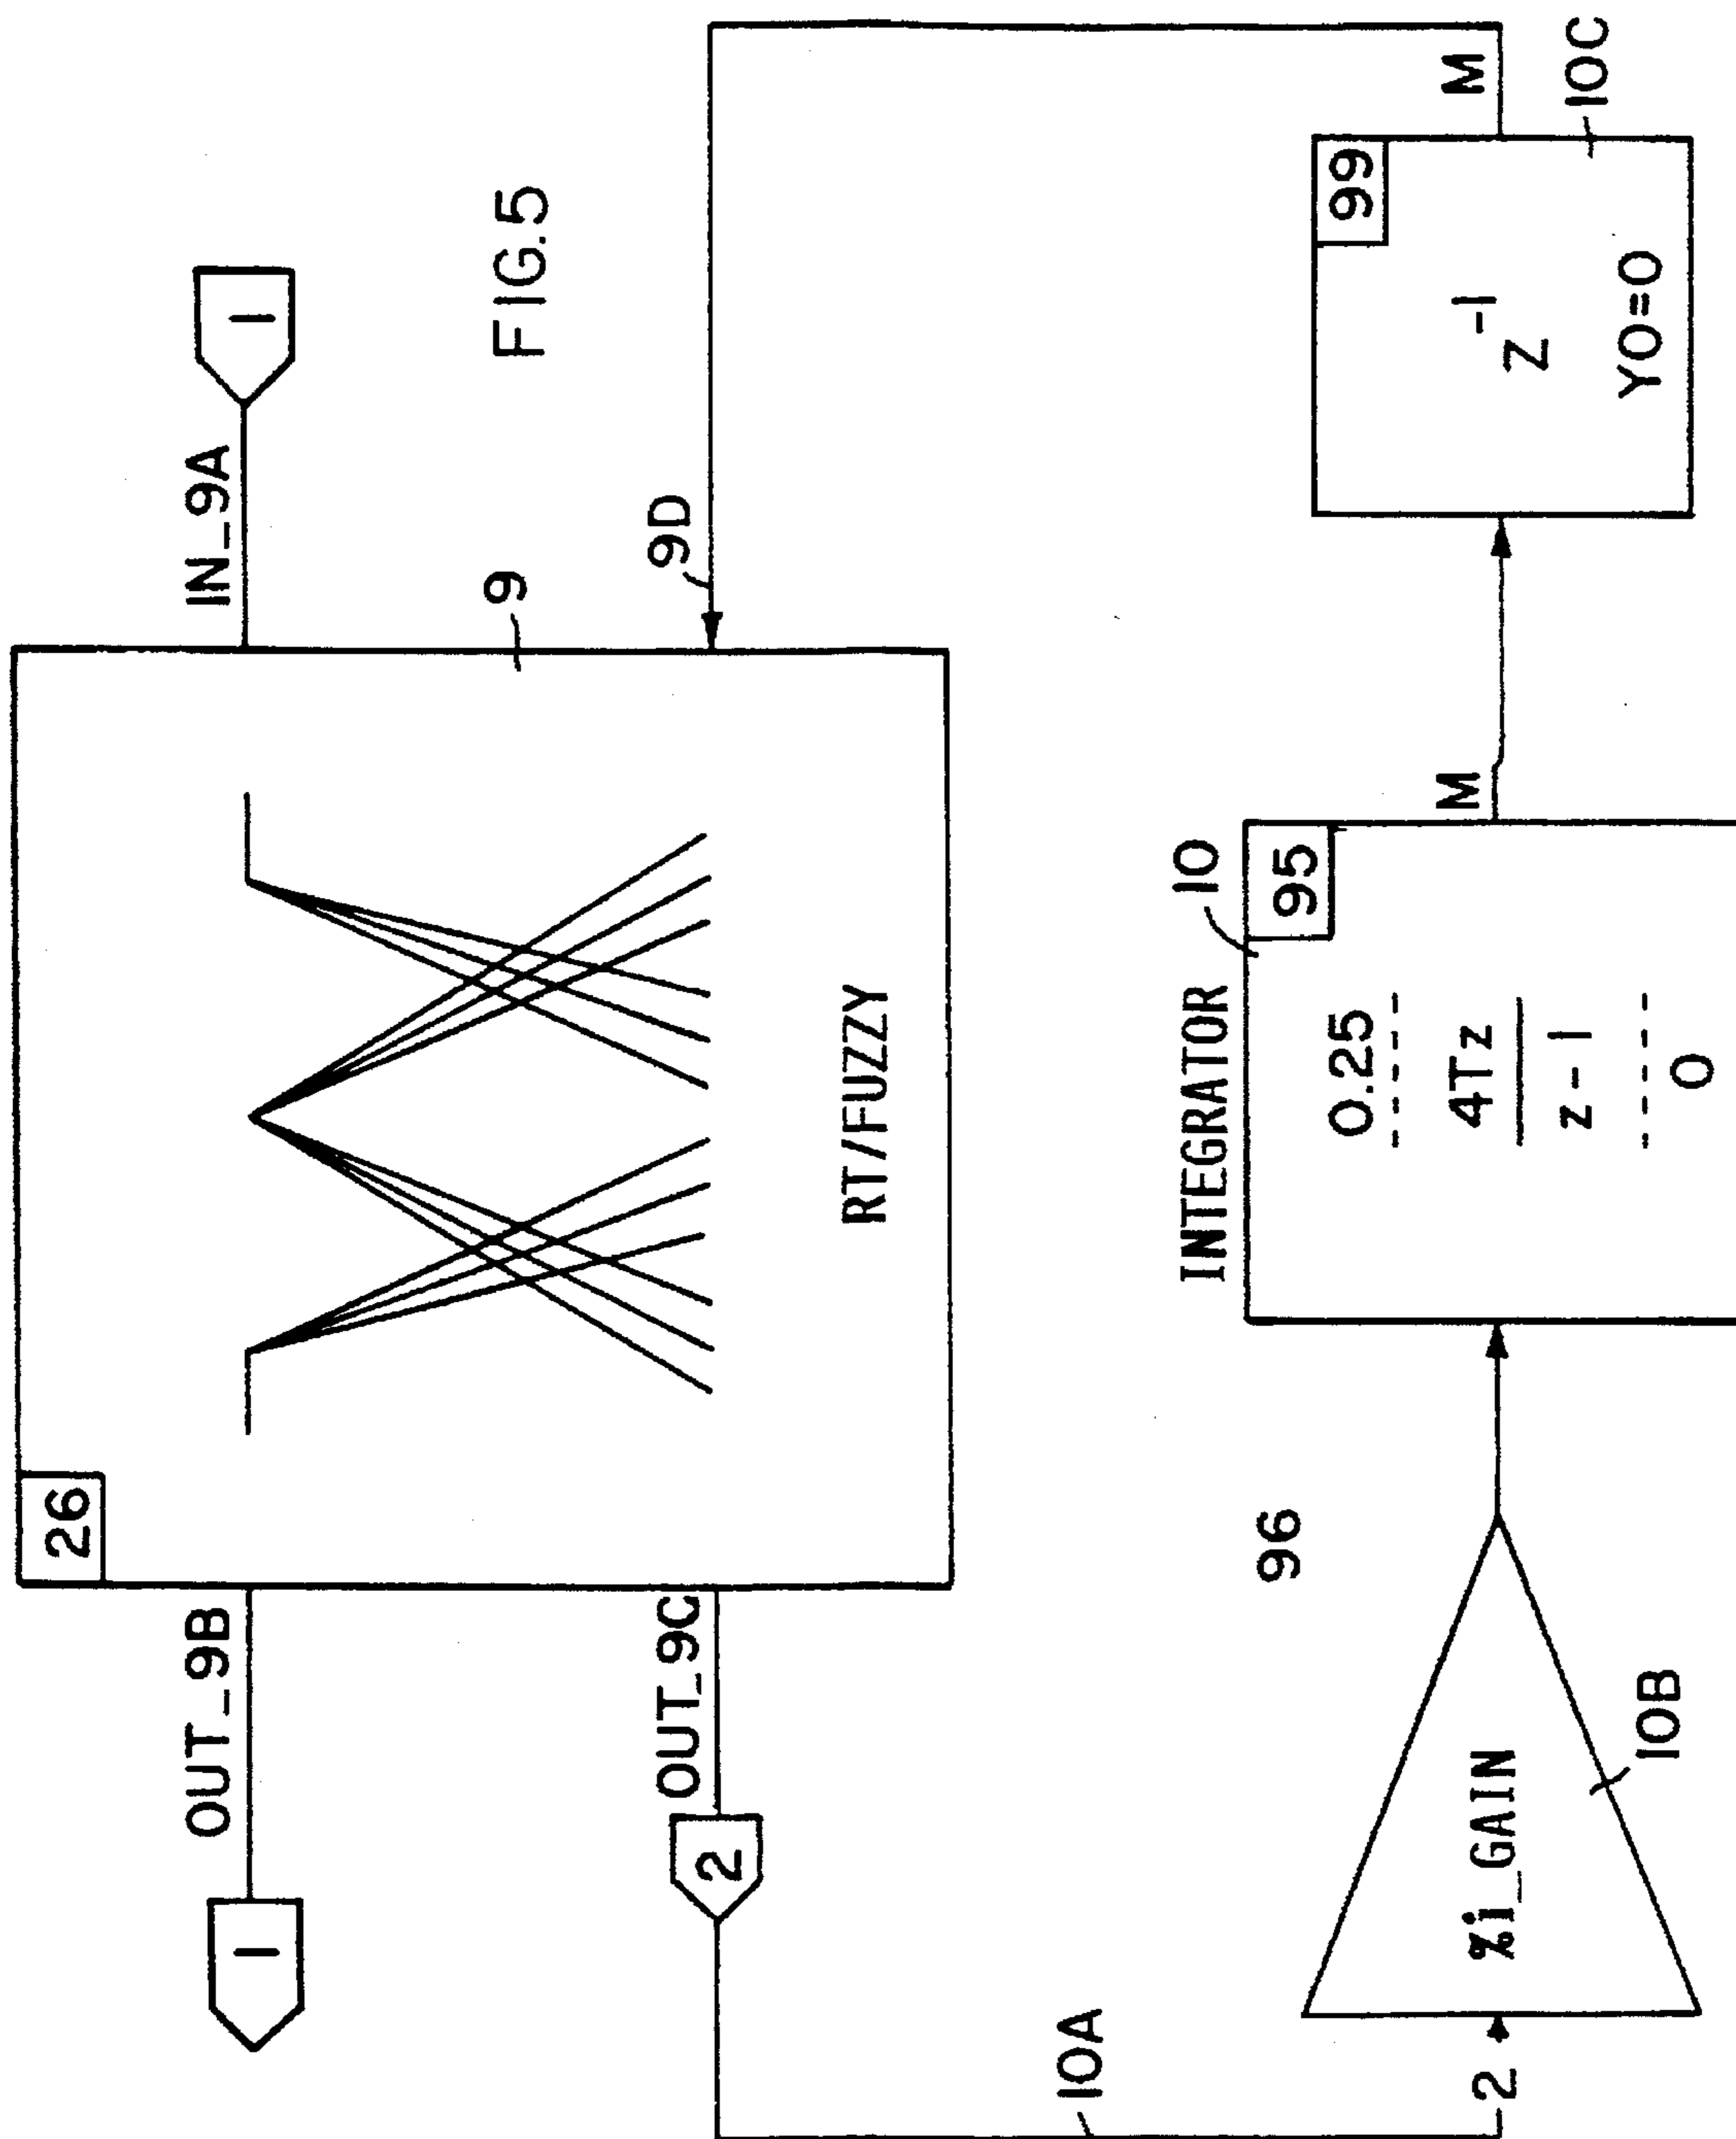 FIG.5
1
IN_9A
9
9D
26
RT/FUZZY
OUT_9B
1
OUT_9C
2
10A
2
%i_GAIN
10B
96
INTEGRATOR
10
95
0.25
4Tz
z-1
0
M
99
z^-1
YO=0
10C
M